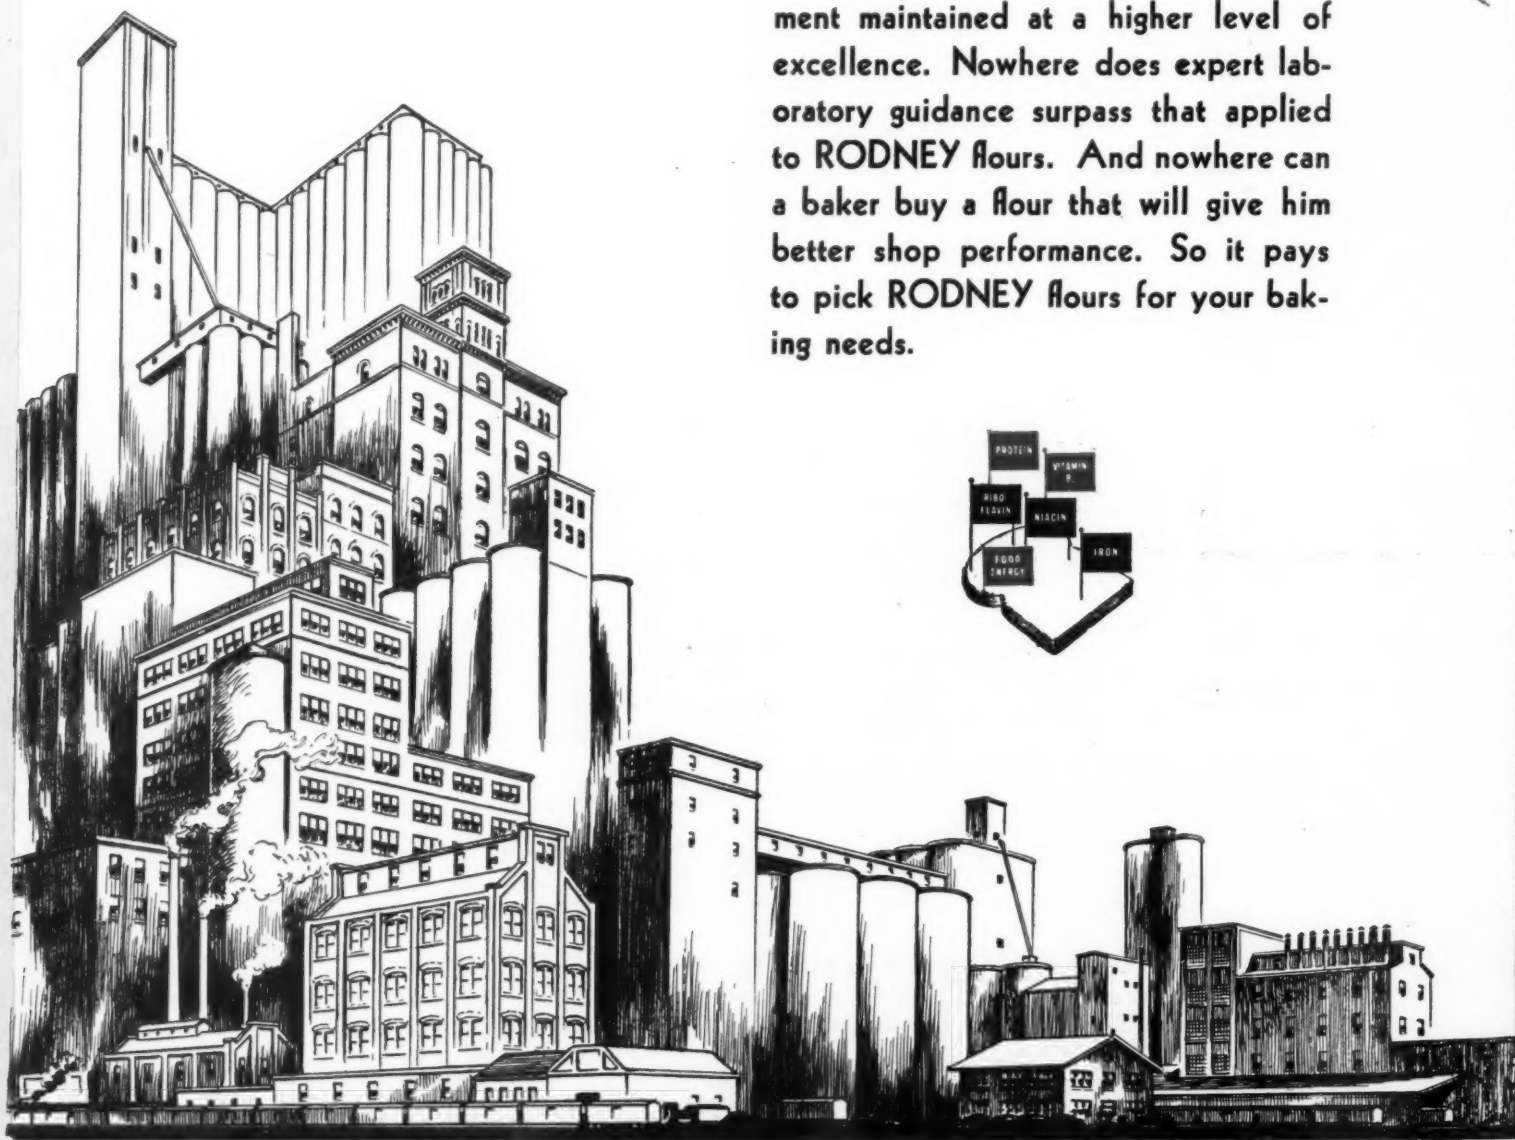 ment maintained at a higher level of
excellence. Nowhere does expert lab-
oratory guidance surpass that applied
to RODNEY flours. And nowhere can
a baker buy a flour that will give him
better shop performance. So it pays
to pick RODNEY flours for your bak-
ing needs.
PROTEIN
VITAMIN
RIBO
FLAVIN
NIACIN
IRON
FOOD
ENERGY